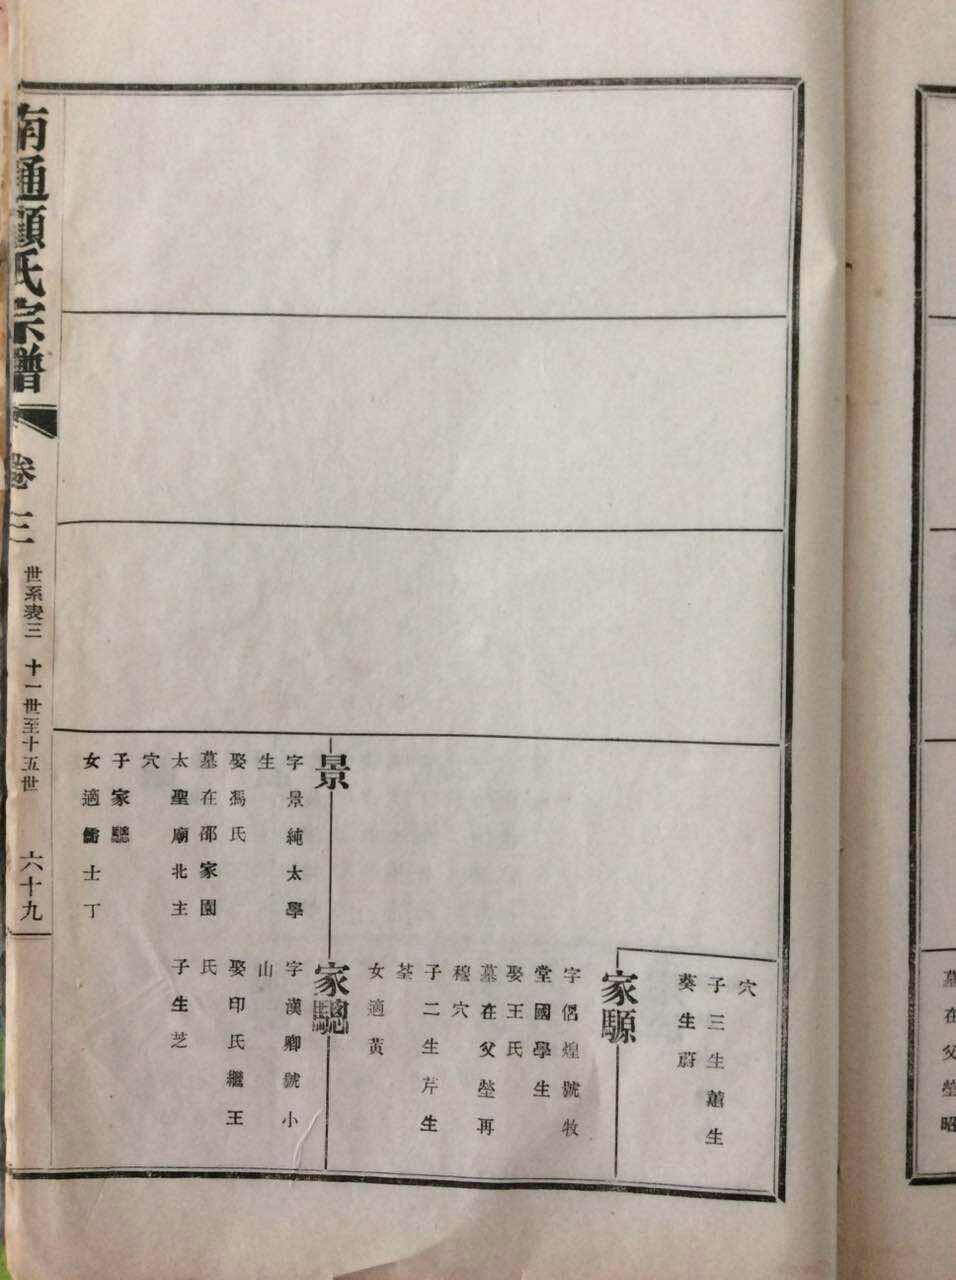 穴
子三生蕭生
葵生蔚
家騵
字侶煌號牧
堂國學生
娶王氏
墓在父塋再
穆穴
子二生芹生
荃
女適黃
景
字景純太學
生
娶馮氏
墓在邵家園
太聖廟北主
穴
子家驄
女適儒士丁
家驄
字漢卿號小
山
娶印氏繼王
氏
子生芝
南通顧氏宗譜
卷三
世系表三 十一世至十五世
六十九
墓在父塋昭